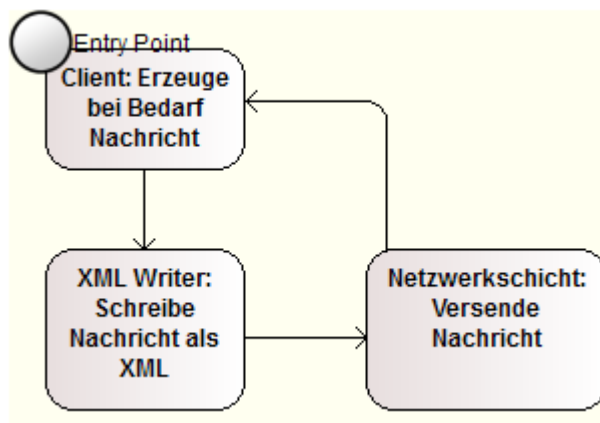 Entry Point
Client: Erzeuge
bei Bedarf
Nachricht
XML Writer:
Schreibe
Nachricht als
XML
Netzwerkschicht:
Versende
Nachricht